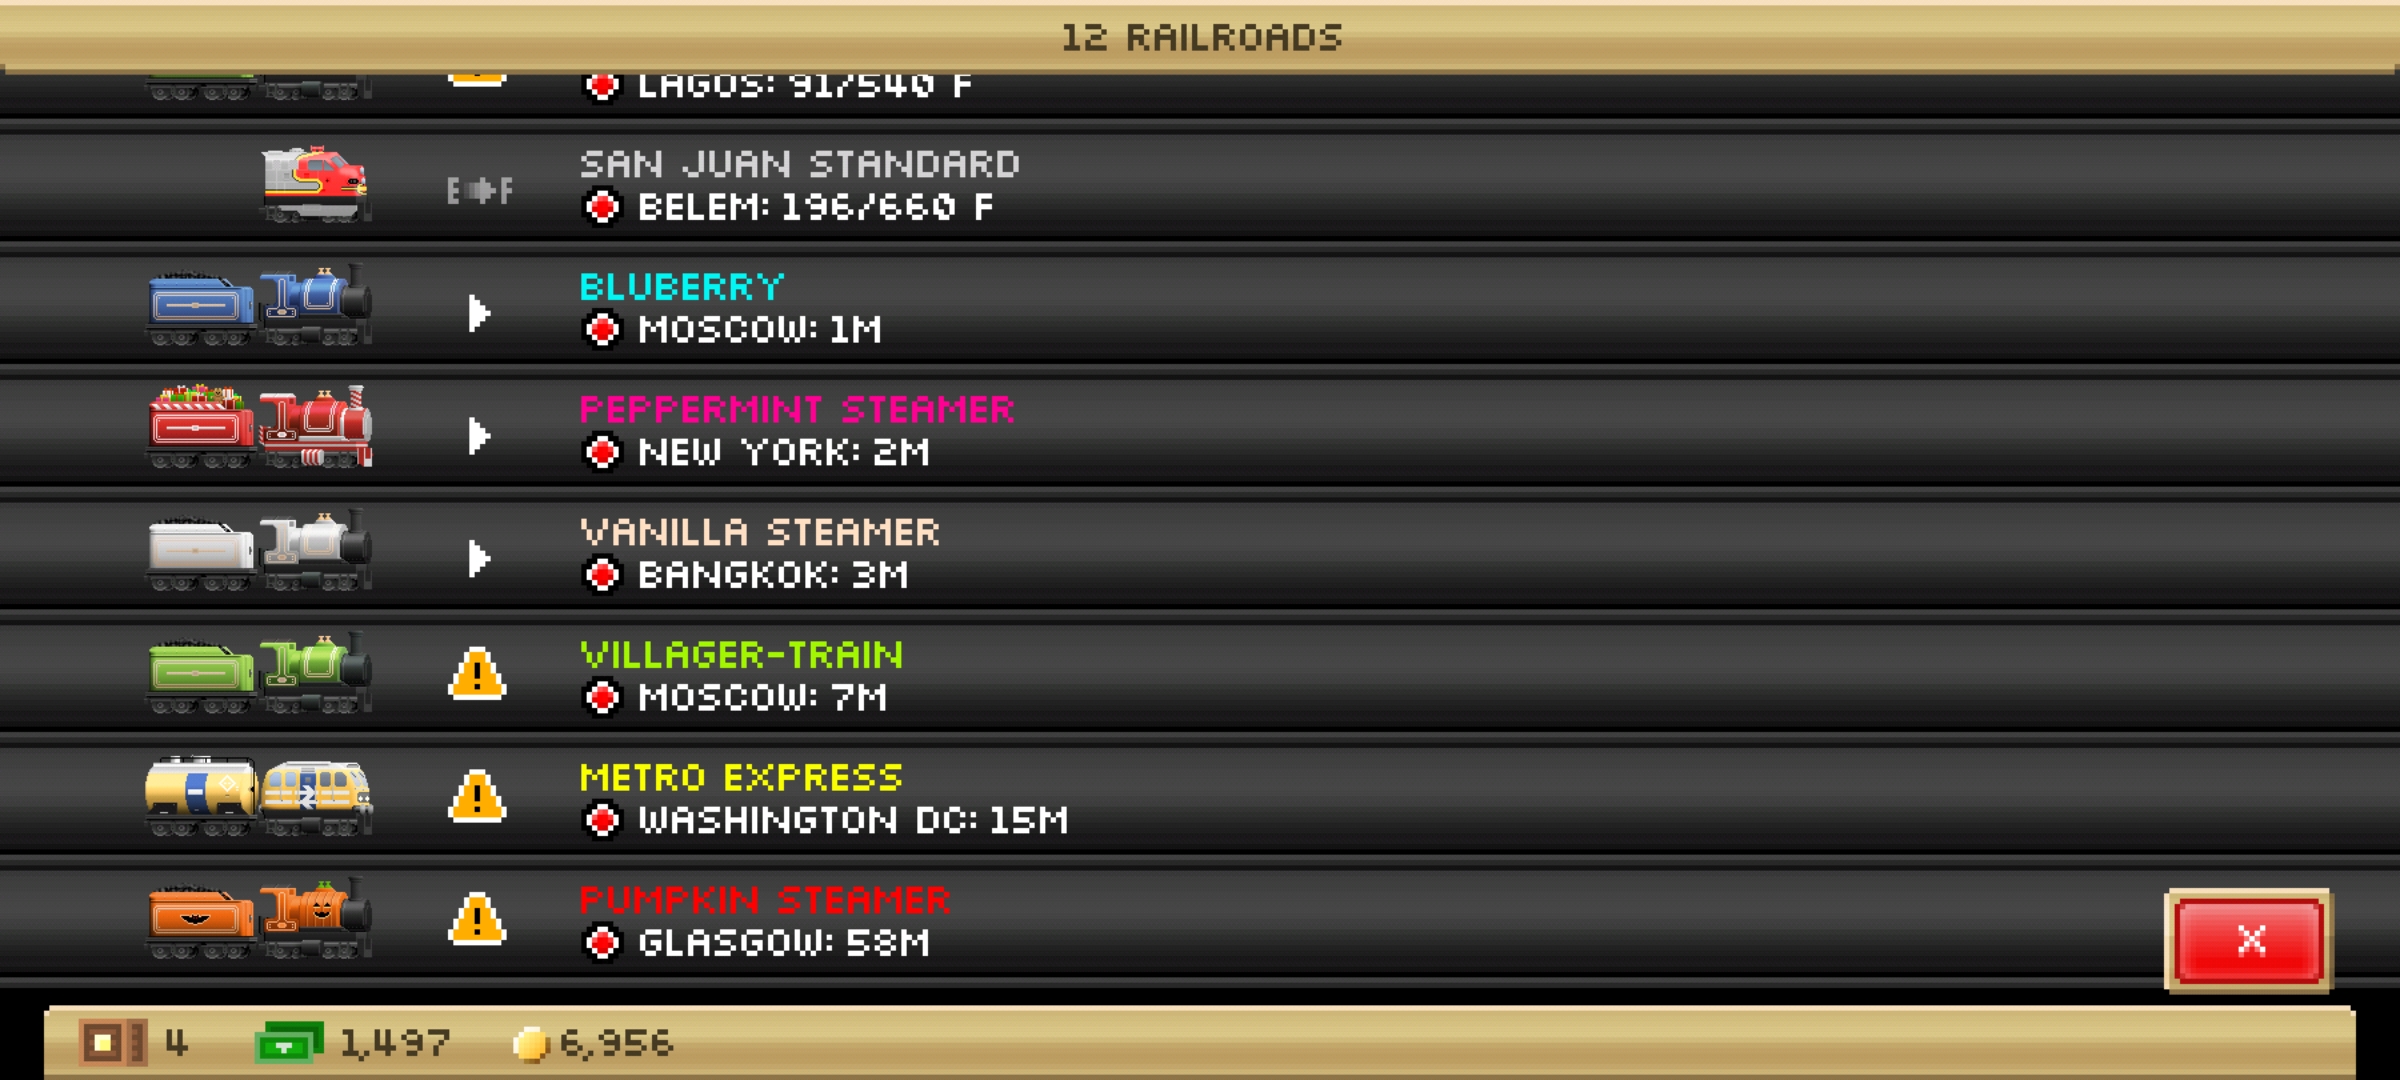 12 RAILROADS
LAGOS: 91/540 F
E F
SAN JUAN STANDARD
BELEM: 196/660 F
BLUBERRY
MOSCOW: 1M
PEPPERMINT STEAMER
NEW YORK: 2M
VANILLA STEAMER
BANGKOK: 3M
VILLAGER-TRAIN
MOSCOW: 7M
METRO EXPRESS
WASHINGTON DC: 15M
PUMPKIN STEAMER
GLASGOW: 58M
X
4 1,497 6,956